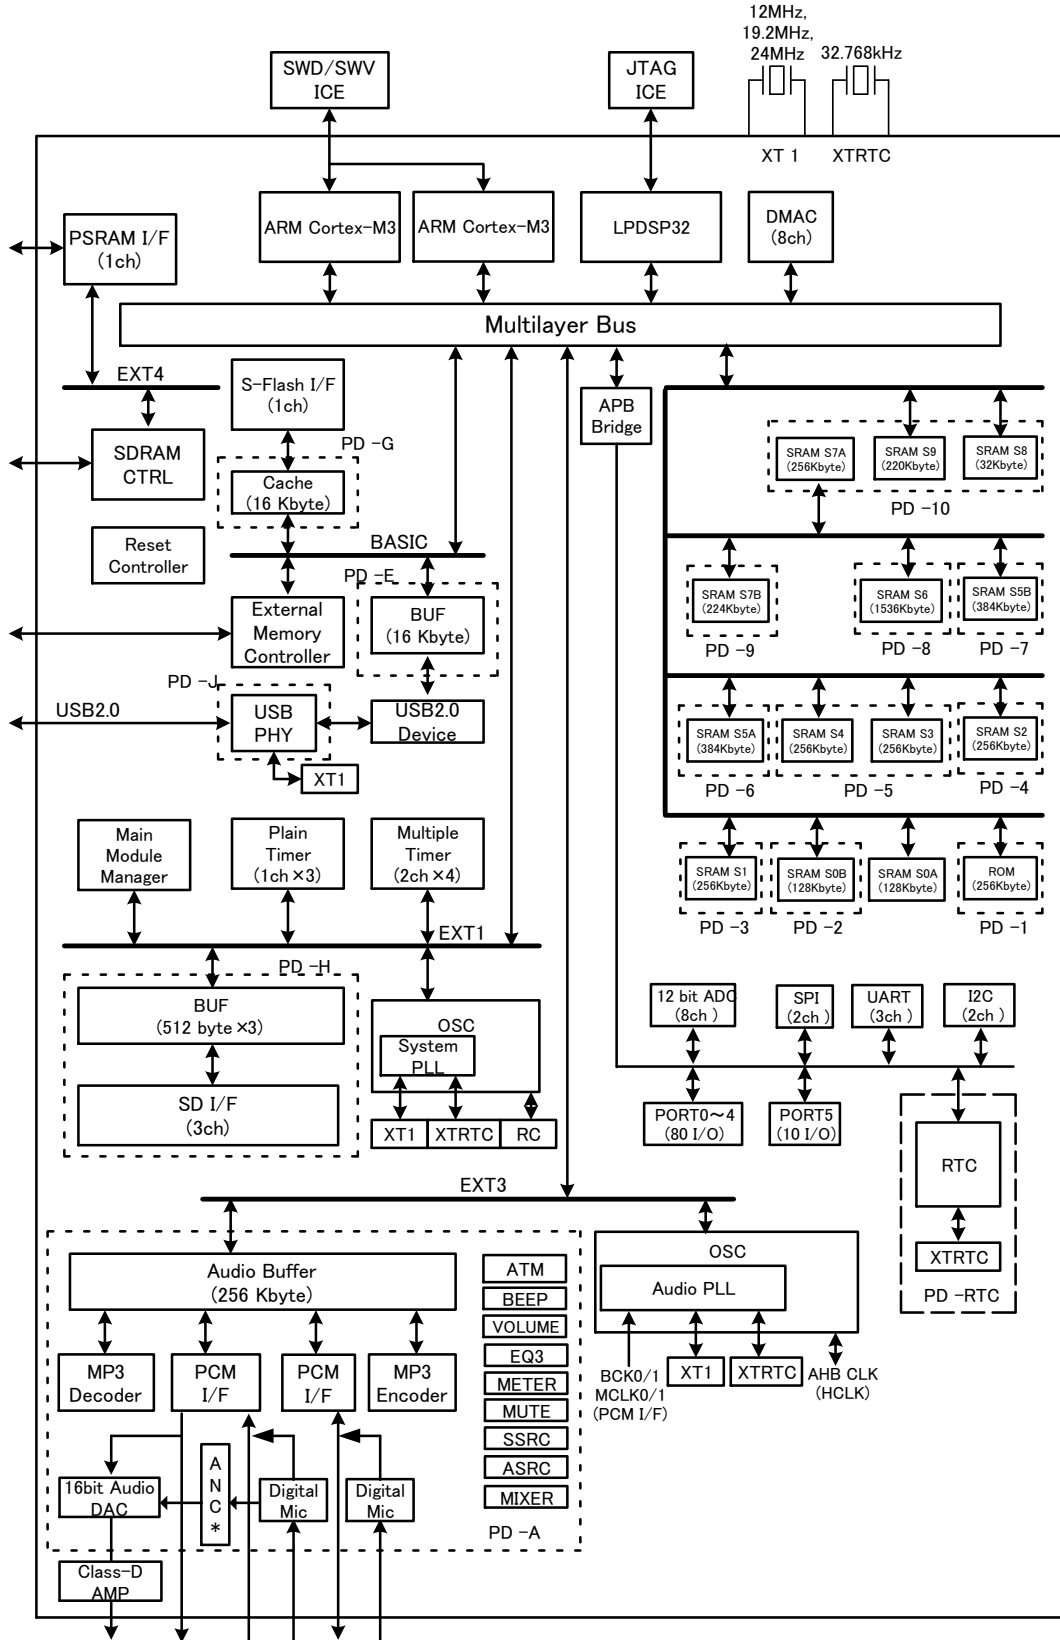 12MHz,
19.2MHz,
24MHz
32.768kHz
SWD/SWV
ICE
JTAG
ICE
XT 1
XTRTC
PSRAM I/F
(1ch)
ARM Cortex-M3
ARM Cortex-M3
LPDSP32
DMAC
(8ch)
Multilayer Bus
EXT4
S-Flash I/F
(1ch)
APB
Bridge
SDRAM
CTRL
PD -G
Cache
(16 Kbyte)
SRAM S7A
(256Kbyte)
SRAM S9
(220Kbyte)
SRAM S8
(32Kbyte)
PD -10
Reset
Controller
BASIC
PD -E
External
Memory
Controller
BUF
(16 Kbyte)
SRAM S7B
(224Kbyte)
SRAM S6
(1536Kbyte)
SRAM S5B
(384Kbyte)
PD -9
PD -8
PD -7
PD -J
USB2.0
USB
PHY
USB2.0
Device
XT1
SRAM S5A
(384Kbyte)
SRAM S4
(256Kbyte)
SRAM S3
(256Kbyte)
SRAM S2
(256Kbyte)
PD -6
PD -5
PD -4
Main
Module
Manager
Plain
Timer
(1ch ×3)
Multiple
Timer
(2ch ×4)
SRAM S1
(256Kbyte)
SRAM S0B
(128Kbyte)
SRAM S0A
(128Kbyte)
ROM
(256Kbyte)
PD -3
PD -2
PD -1
EXT1
PD -H
BUF
(512 byte ×3)
SD I/F
(3ch)
OSC
System
PLL
XT1
XTRTC
RC
12 bit ADC
(8ch )
SPI
(2ch )
UART
(3ch )
I2C
(2ch )
PORT0～4
(80 I/O)
PORT5
(10 I/O)
RTC
XTRTC
PD -RTC
EXT3
Audio Buffer
(256 Kbyte)
ATM
BEEP
VOLUME
EQ3
METER
MUTE
SSRC
ASRC
MIXER
PD -A
OSC
Audio PLL
BCK0/1
MCLK0/1
(PCM I/F)
XT1
XTRTC
AHB CLK
(HCLK)
MP3
Decoder
PCM
I/F
PCM
I/F
MP3
Encoder
16bit Audio
DAC
A
N
C
*
Digital
Mic
Digital
Mic
Class-D
AMP